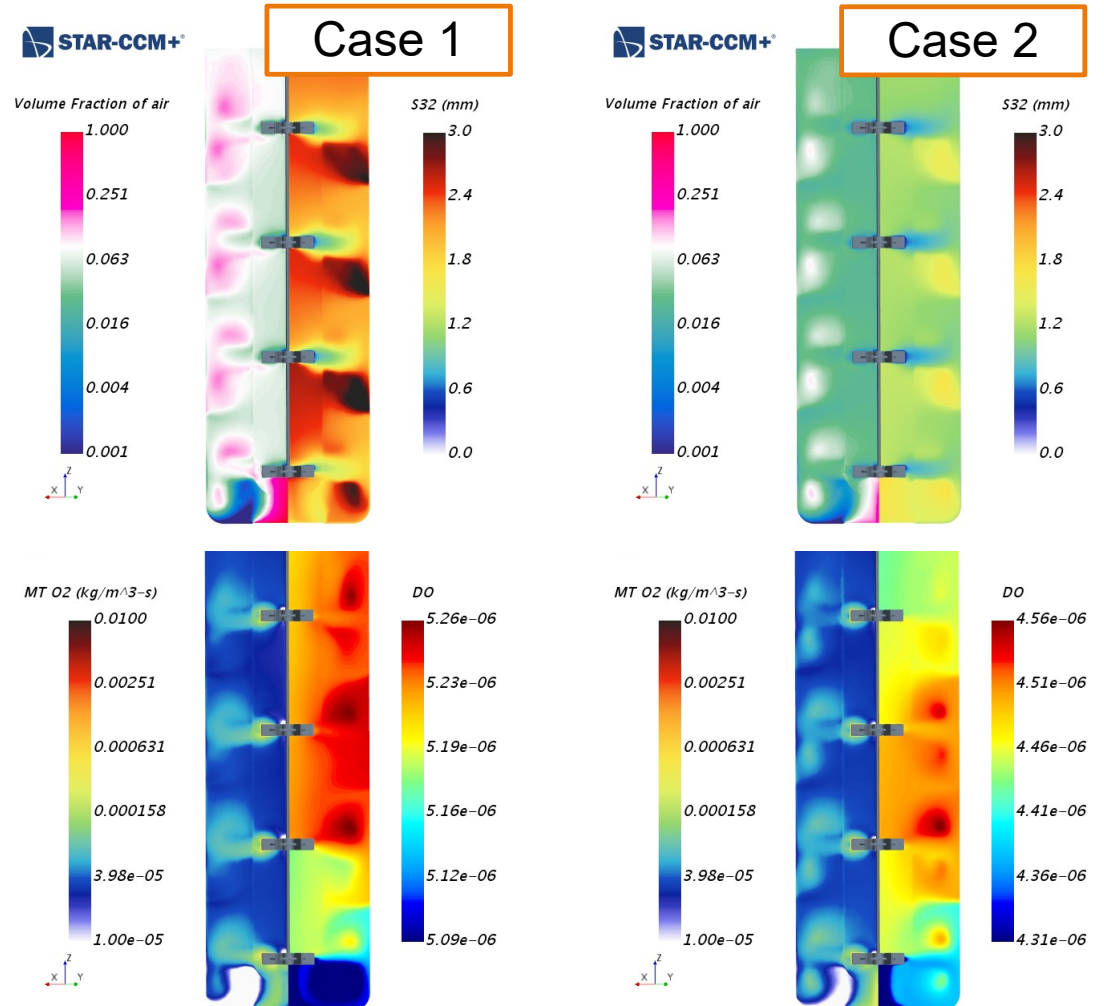 Case 1
STAR-CCM+®
Volume Fraction of air
1.000
0.251
0.063
0.016
0.004
0.001
S32 (mm)
3.0
2.4
1.8
1.2
0.6
0.0
Z
X Y
MT O2 (kg/m^3-s)
0.0100
0.00251
0.000631
0.000158
3.98e-05
1.00e-05
DO
5.26e-06
5.23e-06
5.19e-06
5.16e-06
5.12e-06
5.09e-06
Z
X Y
Case 2
STAR-CCM+®
Volume Fraction of air
1.000
0.251
0.063
0.016
0.004
0.001
S32 (mm)
3.0
2.4
1.8
1.2
0.6
0.0
Z
X Y
MT O2 (kg/m^3-s)
0.0100
0.00251
0.000631
0.000158
3.98e-05
1.00e-05
DO
4.56e-06
4.51e-06
4.46e-06
4.41e-06
4.36e-06
4.31e-06
Z
X Y